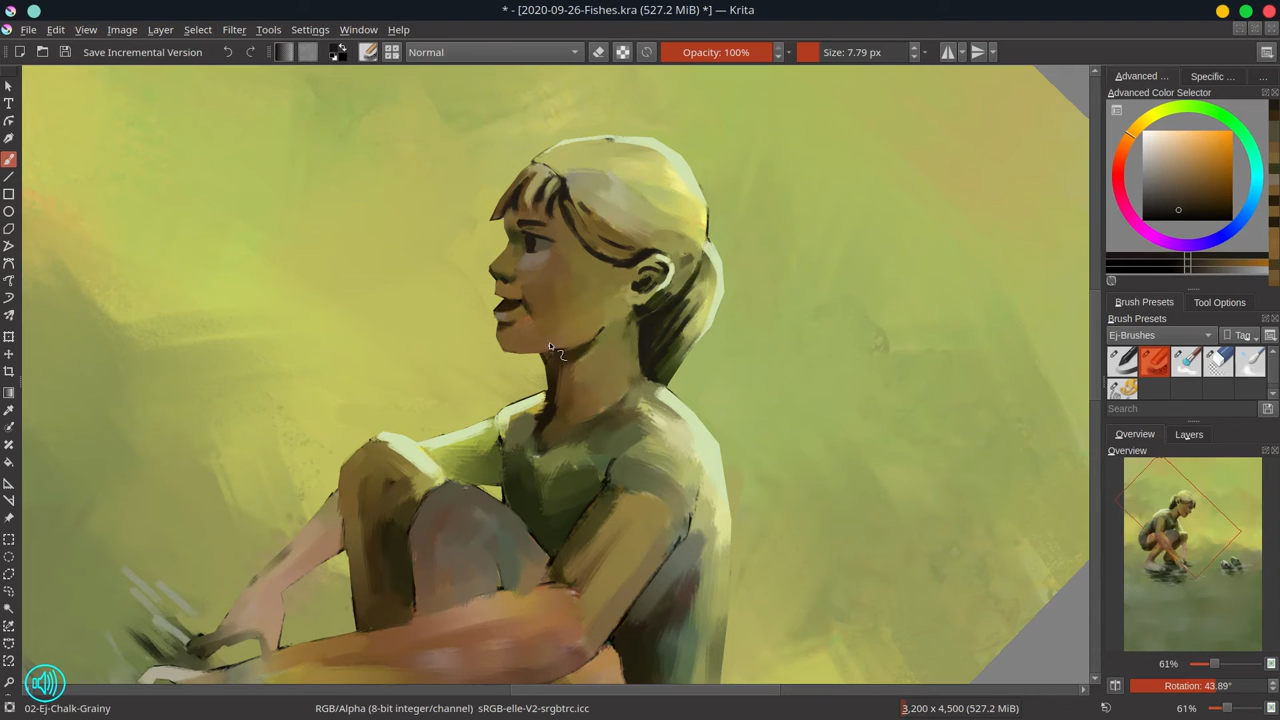 * - [2020-09-26-Fishes.kra (527.2 MiB) *] — Krita
File Edit View Image Layer Select Filter Tools Settings Window Help
Save Incremental Version Normal Opacity: 100% Size: 7.79 px
Advanced ... Specific ... ...
Advanced Color Selector
Brush Presets Tool Options
Brush Presets
Ej-Brushes Tag
Search
Overview Layers
Overview
61%
Rotation: 43.89°
02-Ej-Chalk-Grainy RGB/Alpha (8-bit integer/channel) sRGB-elle-V2-srgbtrc.icc 3,200 x 4,500 (527.2 MiB) 61%